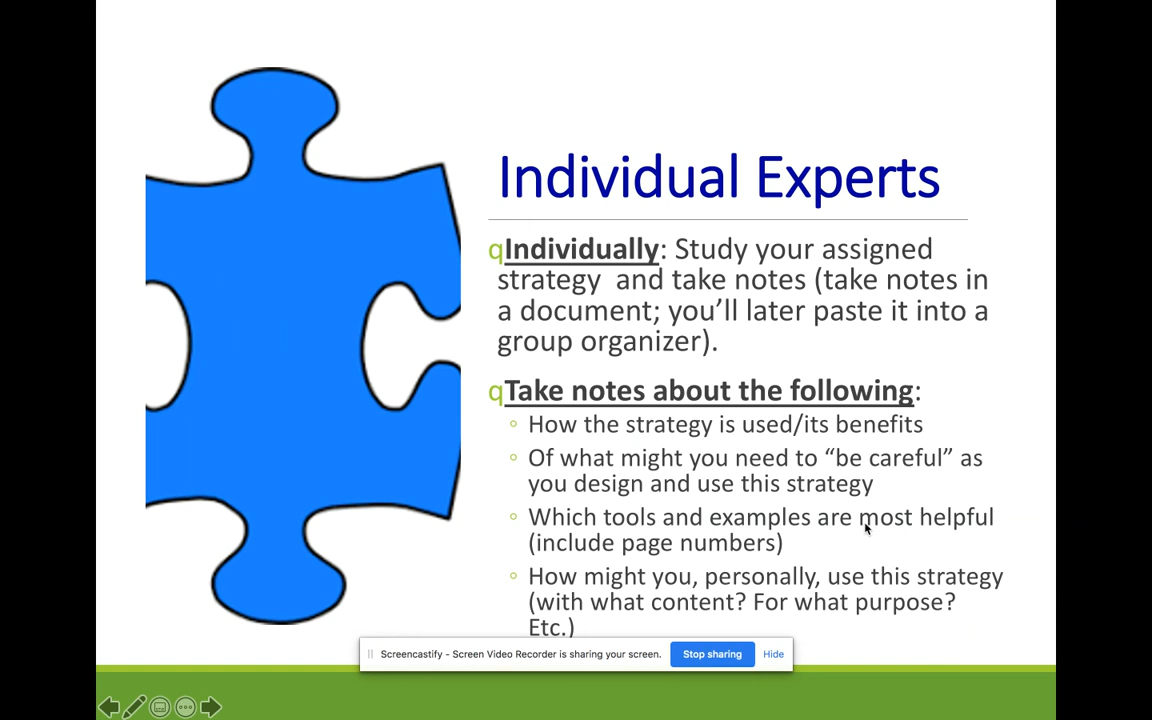 Individual Experts
qIndividually: Study your assigned
strategy and take notes (take notes in
a document; you’ll later paste it into a
group organizer).
qTake notes about the following:
◦ How the strategy is used/its benefits
◦ Of what might you need to “be careful” as
you design and use this strategy
◦ Which tools and examples are most helpful
(include page numbers)
◦ How might you, personally, use this strategy
(with what content? For what purpose?
Etc.)
Screencastify - Screen Video Recorder is sharing your screen. Stop sharing Hide